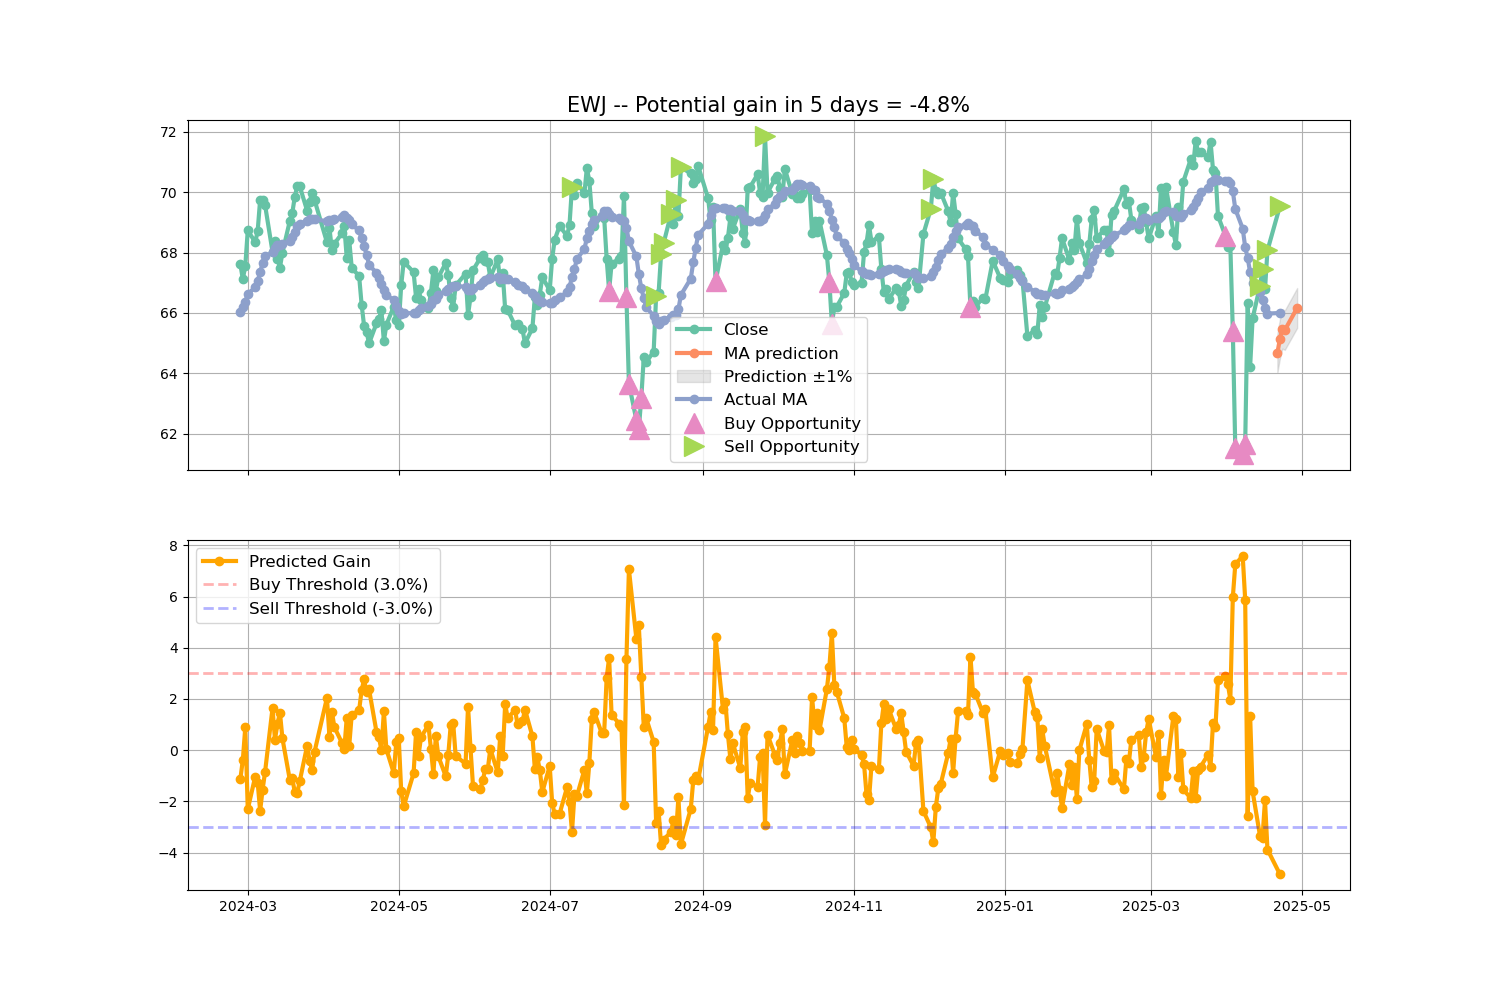 EWJ -- Potential gain in 5 days = -4.8%
72
70
68
66
64
62
Close
MA prediction
Prediction ±1%
Actual MA
Buy Opportunity
Sell Opportunity
8
6
4
2
0
−2
−4
Predicted Gain
Buy Threshold (3.0%)
Sell Threshold (-3.0%)
2024-03 2024-05 2024-07 2024-09 2024-11 2025-01 2025-03 2025-05